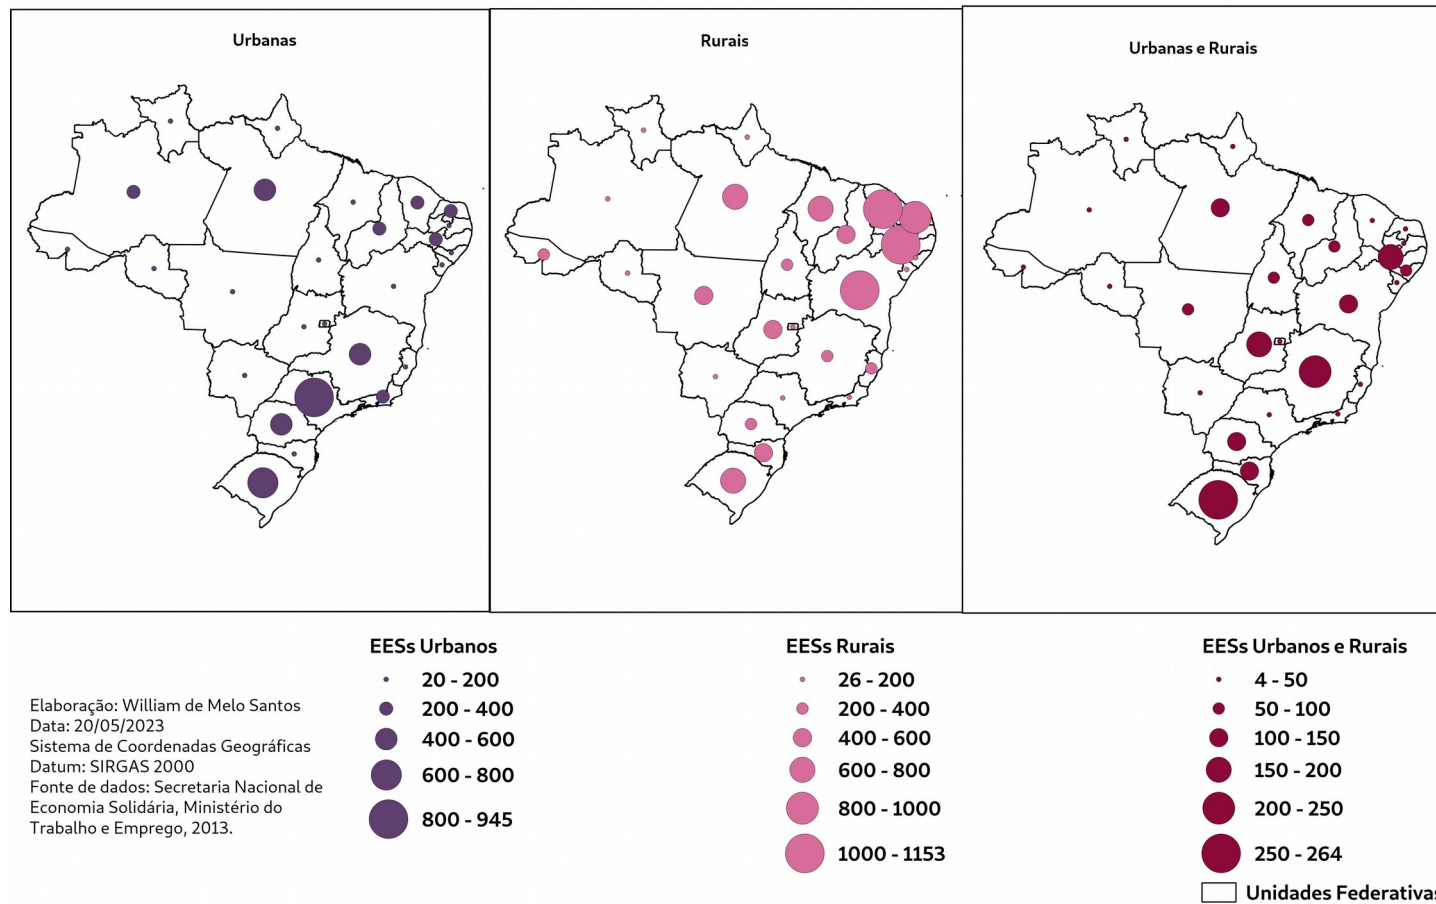 Urbanas
Rurais
Urbanas e Rurais
Elaboração: William de Melo Santos
Data: 20/05/2023
Sistema de Coordenadas Geográficas
Datum: SIRGAS 2000
Fonte de dados: Secretaria Nacional de
Economia Solidária, Ministério do
Trabalho e Emprego, 2013.
EESs Urbanos
20 - 200
200 - 400
400 - 600
600 - 800
800 - 945
EESs Rurais
26 - 200
200 - 400
400 - 600
600 - 800
800 - 1000
1000 - 1153
EESs Urbanos e Rurais
4 - 50
50 - 100
100 - 150
150 - 200
200 - 250
250 - 264
Unidades Federativas